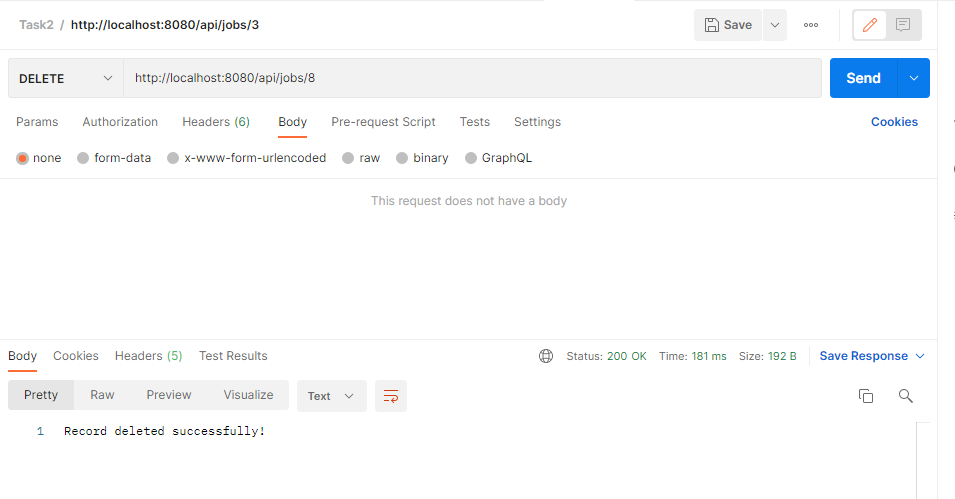 Task2 / http://localhost:8080/api/jobs/3 Save
DELETE http://localhost:8080/api/jobs/8 Send
Params Authorization Headers (6) Body Pre-request Script Tests Settings Cookies
none form-data x-www-form-urlencoded raw binary GraphQL
This request does not have a body
Body Cookies Headers (5) Test Results Status: 200 OK Time: 181 ms Size: 192 B Save Response
Pretty Raw Preview Visualize Text
1 Record deleted successfully!